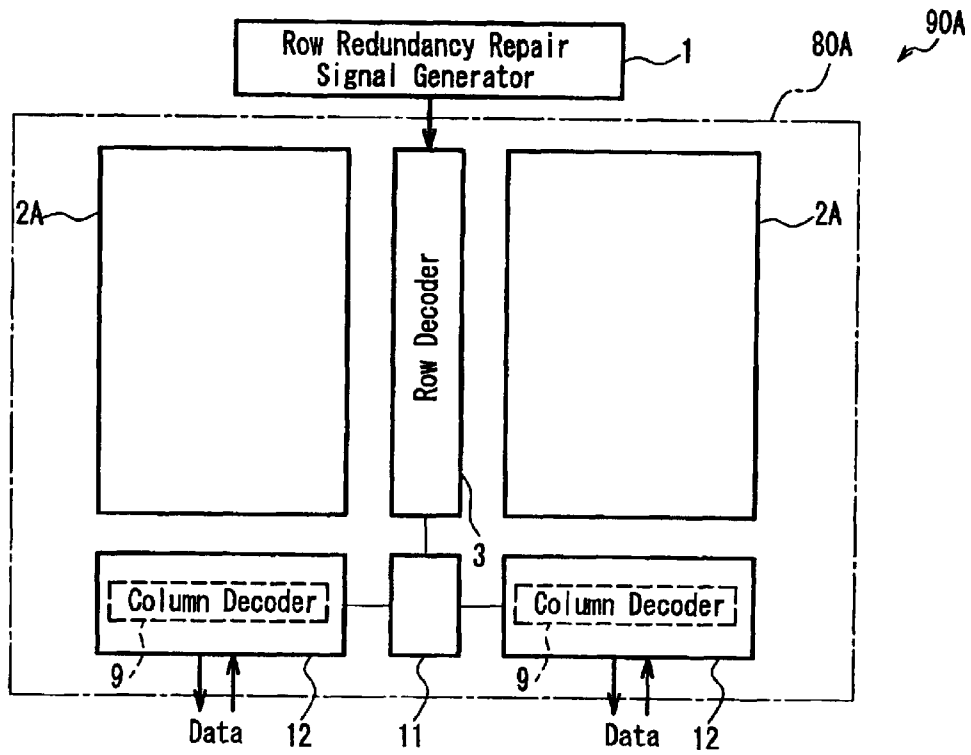 Row Redundancy Repair
Signal Generator
1
80A
90A
2A
2A
Row Decoder
3
Column Decoder
Column Decoder
9
12
11
9
12
Data
Data